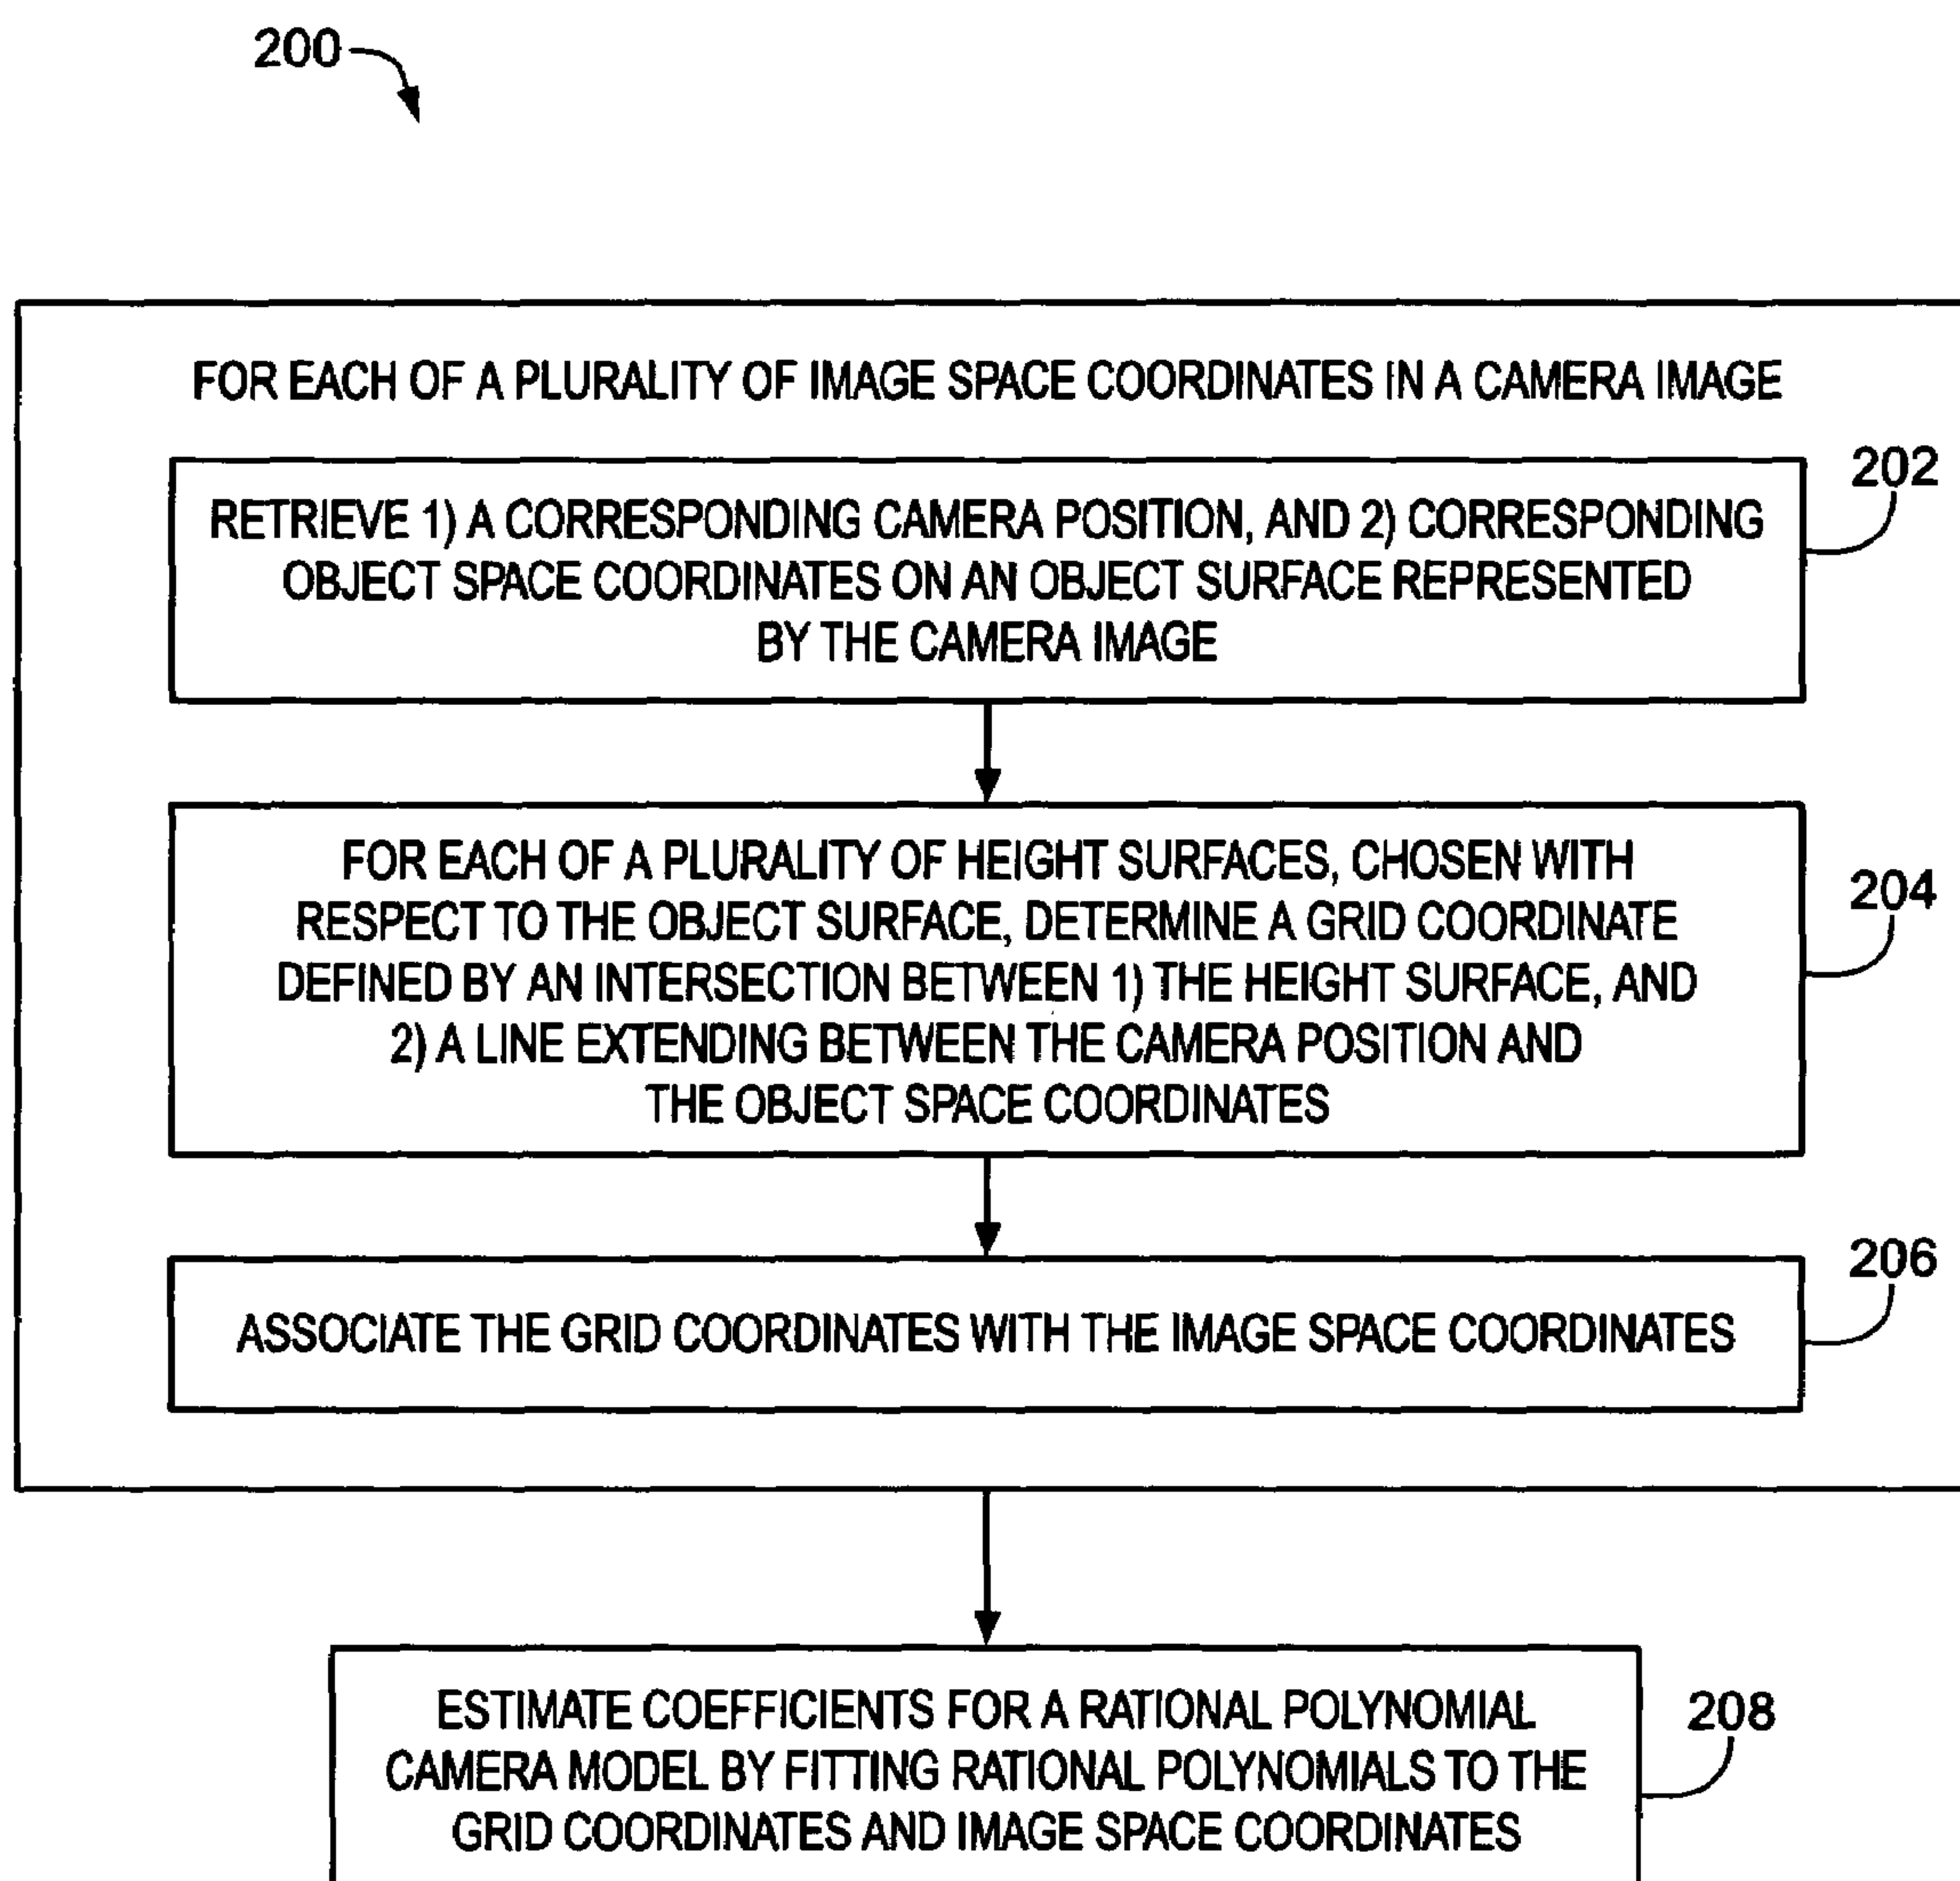 200
FOR EACH OF A PLURALITY OF IMAGE SPACE COORDINATES IN A CAMERA IMAGE
202
RETRIEVE 1) A CORRESPONDING CAMERA POSITION, AND 2) CORRESPONDING
OBJECT SPACE COORDINATES ON AN OBJECT SURFACE REPRESENTED
BY THE CAMERA IMAGE
204
FOR EACH OF A PLURALITY OF HEIGHT SURFACES, CHOSEN WITH
RESPECT TO THE OBJECT SURFACE, DETERMINE A GRID COORDINATE
DEFINED BY AN INTERSECTION BETWEEN 1) THE HEIGHT SURFACE, AND
2) A LINE EXTENDING BETWEEN THE CAMERA POSITION AND
THE OBJECT SPACE COORDINATES
206
ASSOCIATE THE GRID COORDINATES WITH THE IMAGE SPACE COORDINATES
208
ESTIMATE COEFFICIENTS FOR A RATIONAL POLYNOMIAL
CAMERA MODEL BY FITTING RATIONAL POLYNOMIALS TO THE
GRID COORDINATES AND IMAGE SPACE COORDINATES